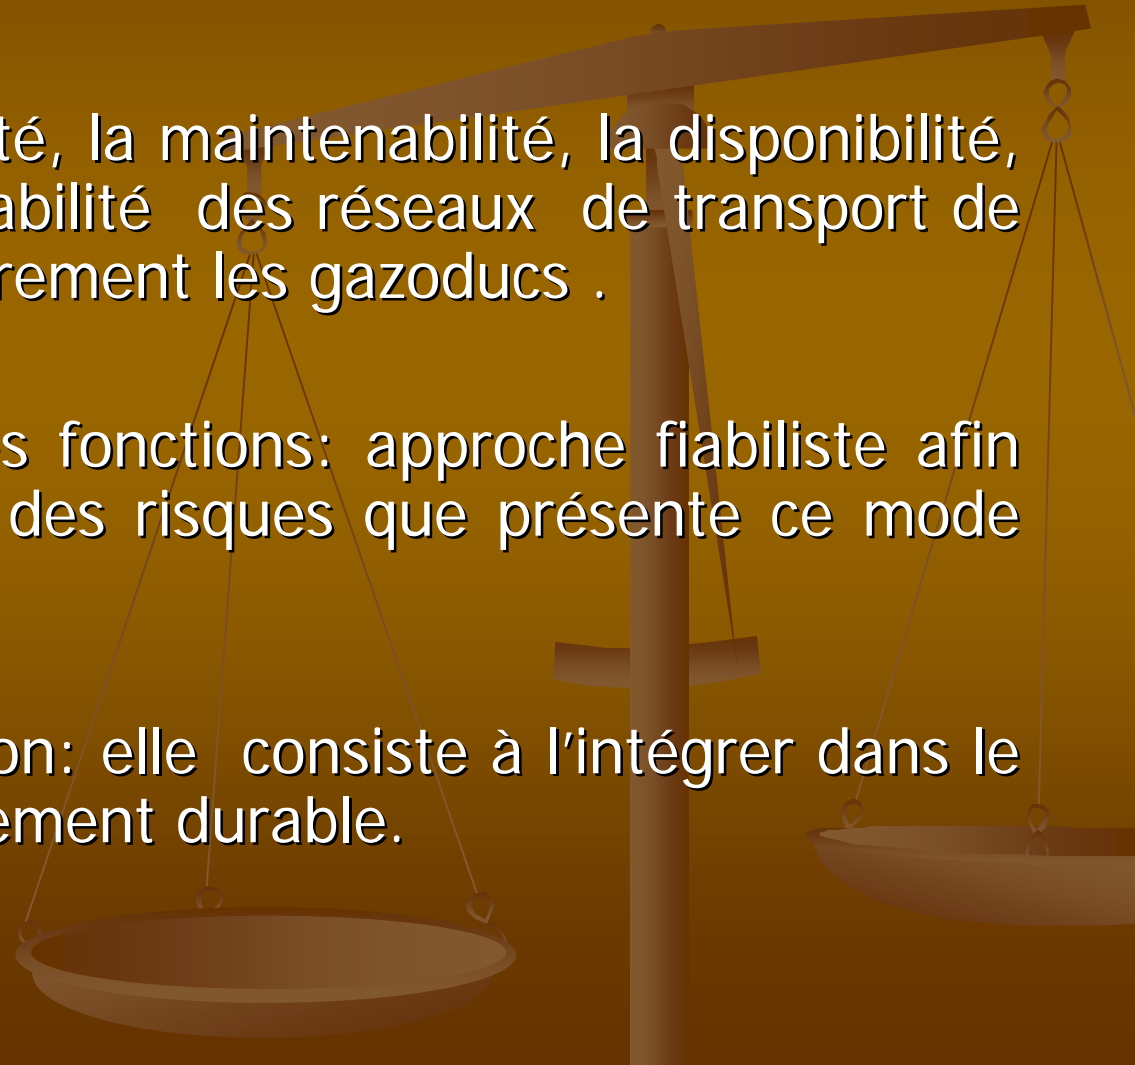 té, la maintenabilité, la disponibilité,
abilité des réseaux de transport de
rement les gazoducs .
s fonctions: approche fiabiliste afin
des risques que présente ce mode
on: elle consiste à l'intégrer dans le
ement durable.